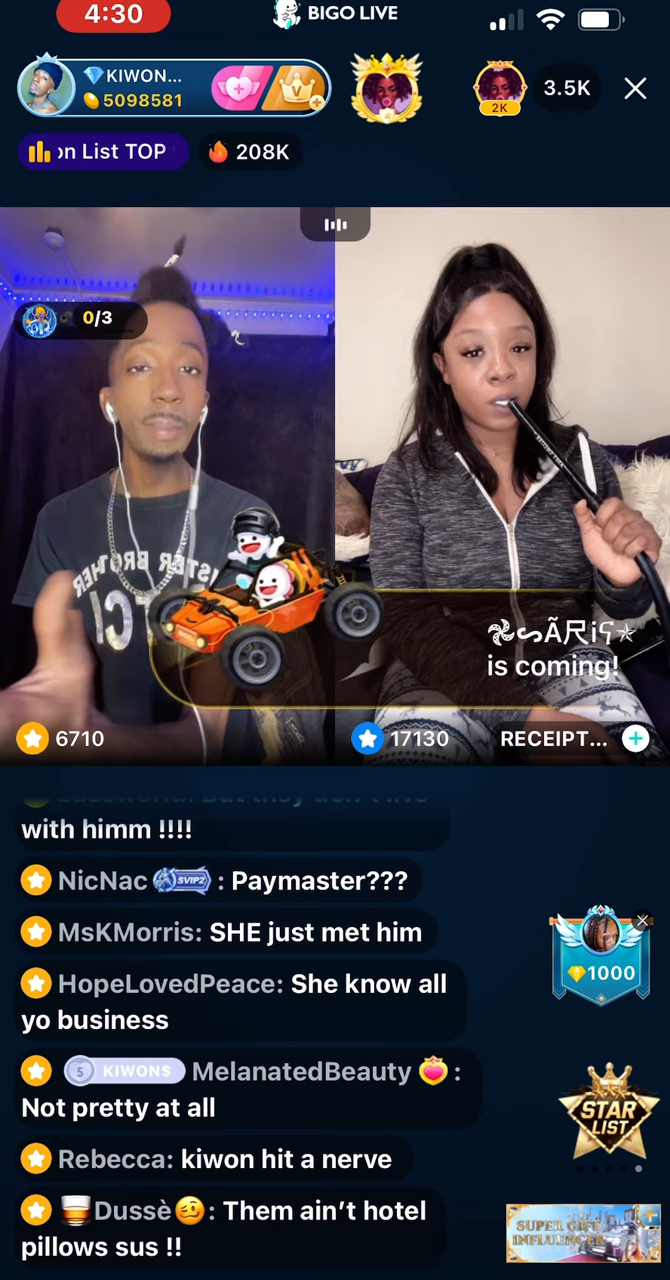 4:30
BIGO LIVE
KIWON...
5098581
2K
3.5K
on List TOP
208K
0/3
is coming!
6710
17130
RECEIPT...
with himm !!!!
NicNac SVIP2 : Paymaster???
MsKMorris: SHE just met him
1000
HopeLovedPeace: She know all
yo business
5 KIWON$ MelanatedBeauty 😍 :
Not pretty at all
STAR
LIST
Rebecca: kiwon hit a nerve
🥃Dussè🥴: Them ain’t hotel
pillows sus !!
SUPER GIFT
INFLUENCER